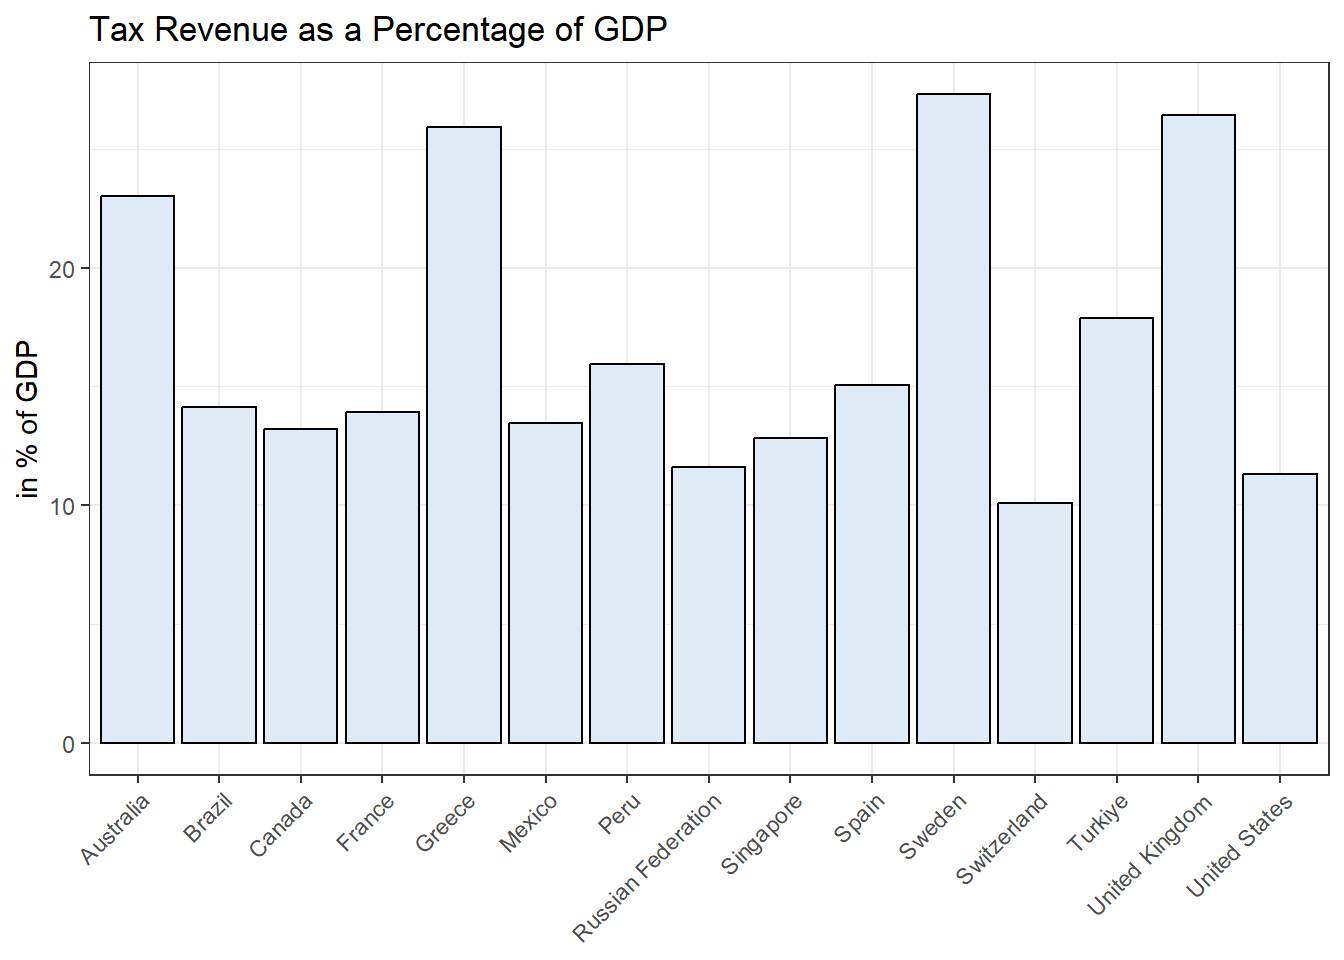 Tax Revenue as a Percentage of GDP
in % of GDP
20
10
0
Australia
Brazil
Canada
France
Greece
Mexico
Peru
Russian Federation
Singapore
Spain
Sweden
Switzerland
Turkiye
United Kingdom
United States